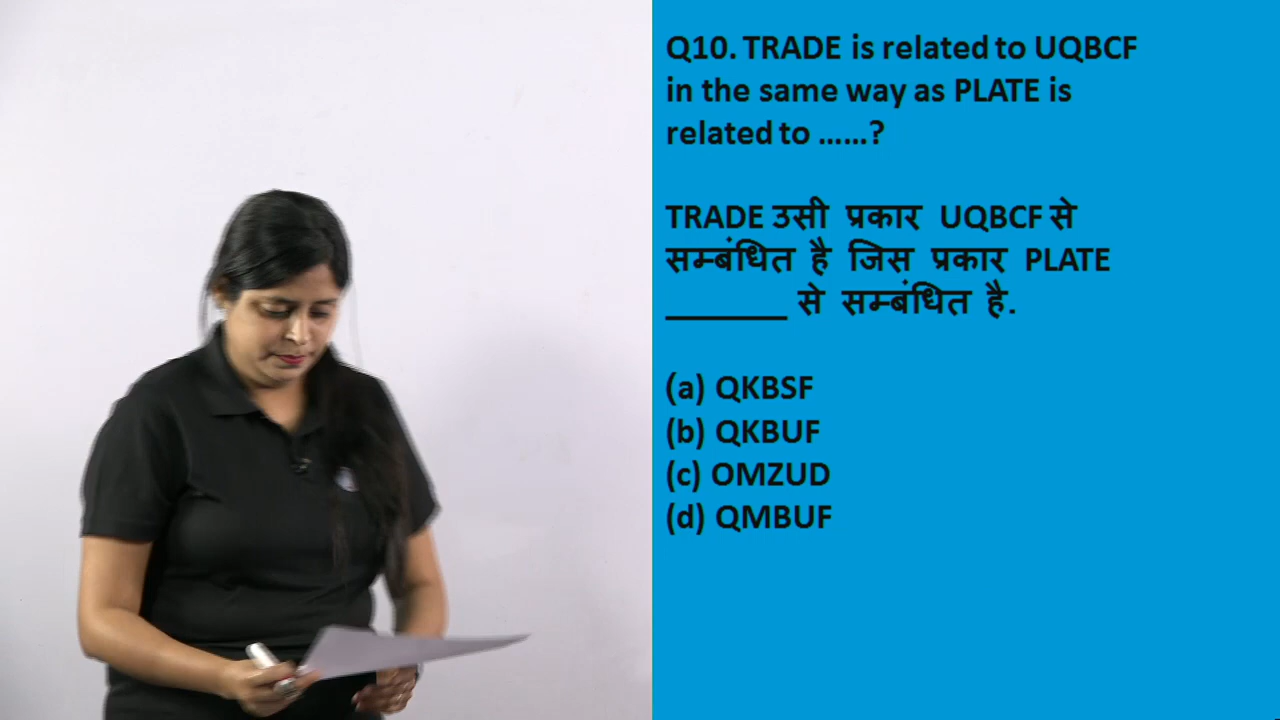 Q10. TRADE is related to UQBCF
in the same way as PLATE is
related to ......?
TRADE उसी प्रकार UQBCF से
सम्बंधित है जिस प्रकार PLATE
_______ से सम्बंधित है.
(a) QKBSF
(b) QKBUF
(c) OMZUD
(d) QMBUF